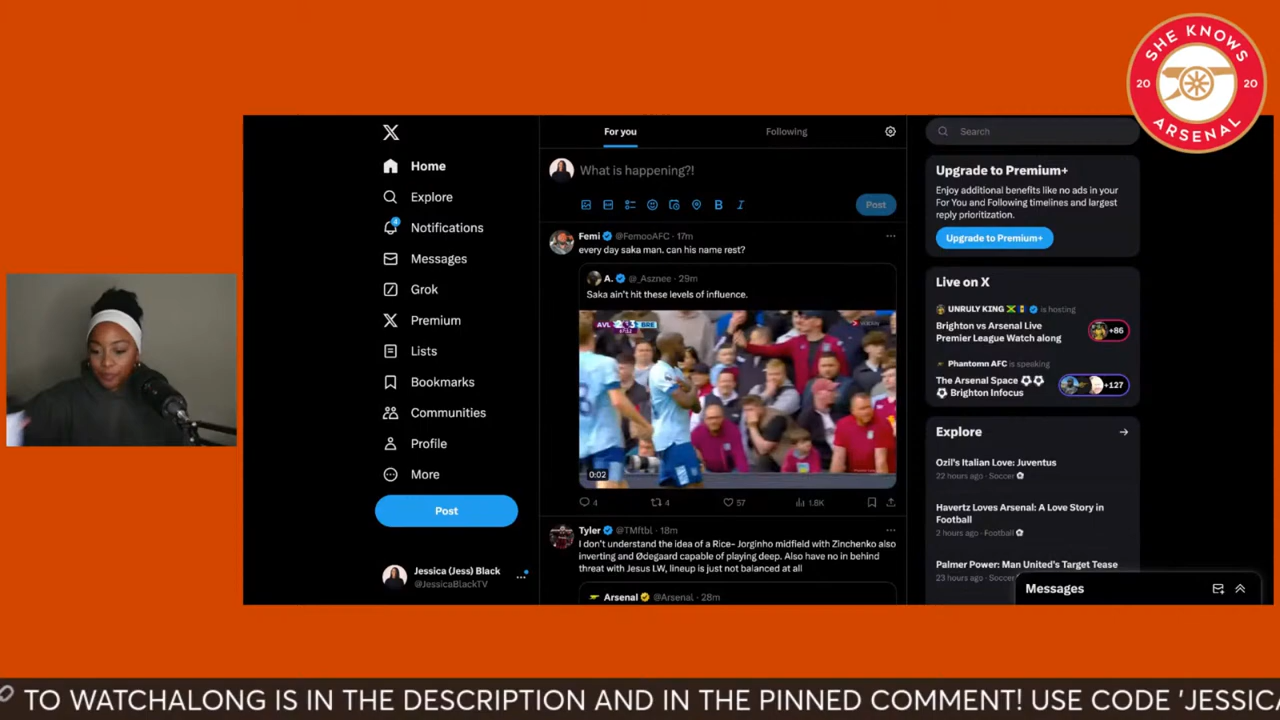 SHE KNOWS
20 20
ARSENAL
For you
Following
Search
Home
Explore
Notifications
4
Messages
Grok
Premium
Lists
Bookmarks
Communities
Profile
More
Post
Jessica (Jess) Black
@JessicaBlackTV
What is happening?!
B I
Post
Femi @FemooAFC · 17m
every day saka man. can his name rest?
A. @_Asznee · 29m
Saka ain't hit these levels of influence.
AVL BRE
0:02
4 4 57 1.8K
Tyler @TMftbl · 18m
I don't understand the idea of a Rice- Jorginho midfield with Zinchenko also
inverting and Ødegaard capable of playing deep. Also have no in behind
threat with Jesus LW, lineup is just not balanced at all
Arsenal @Arsenal · 28m
Upgrade to Premium+
Enjoy additional benefits like no ads in your
For You and Following timelines and largest
reply prioritization.
Upgrade to Premium+
Live on X
UNRULY KING is hosting
Brighton vs Arsenal Live
Premier League Watch along
+86
Phantomn AFC is speaking
The Arsenal Space
Brighton Infocus
+127
Explore
Ozil's Italian Love: Juventus
22 hours ago · Soccer
Havertz Loves Arsenal: A Love Story in
Football
2 hours ago · Football
Palmer Power: Man United's Target Tease
23 hours ago · Soccer
Messages
TO WATCHALONG IS IN THE DESCRIPTION AND IN THE PINNED COMMENT! USE CODE 'JESSICA